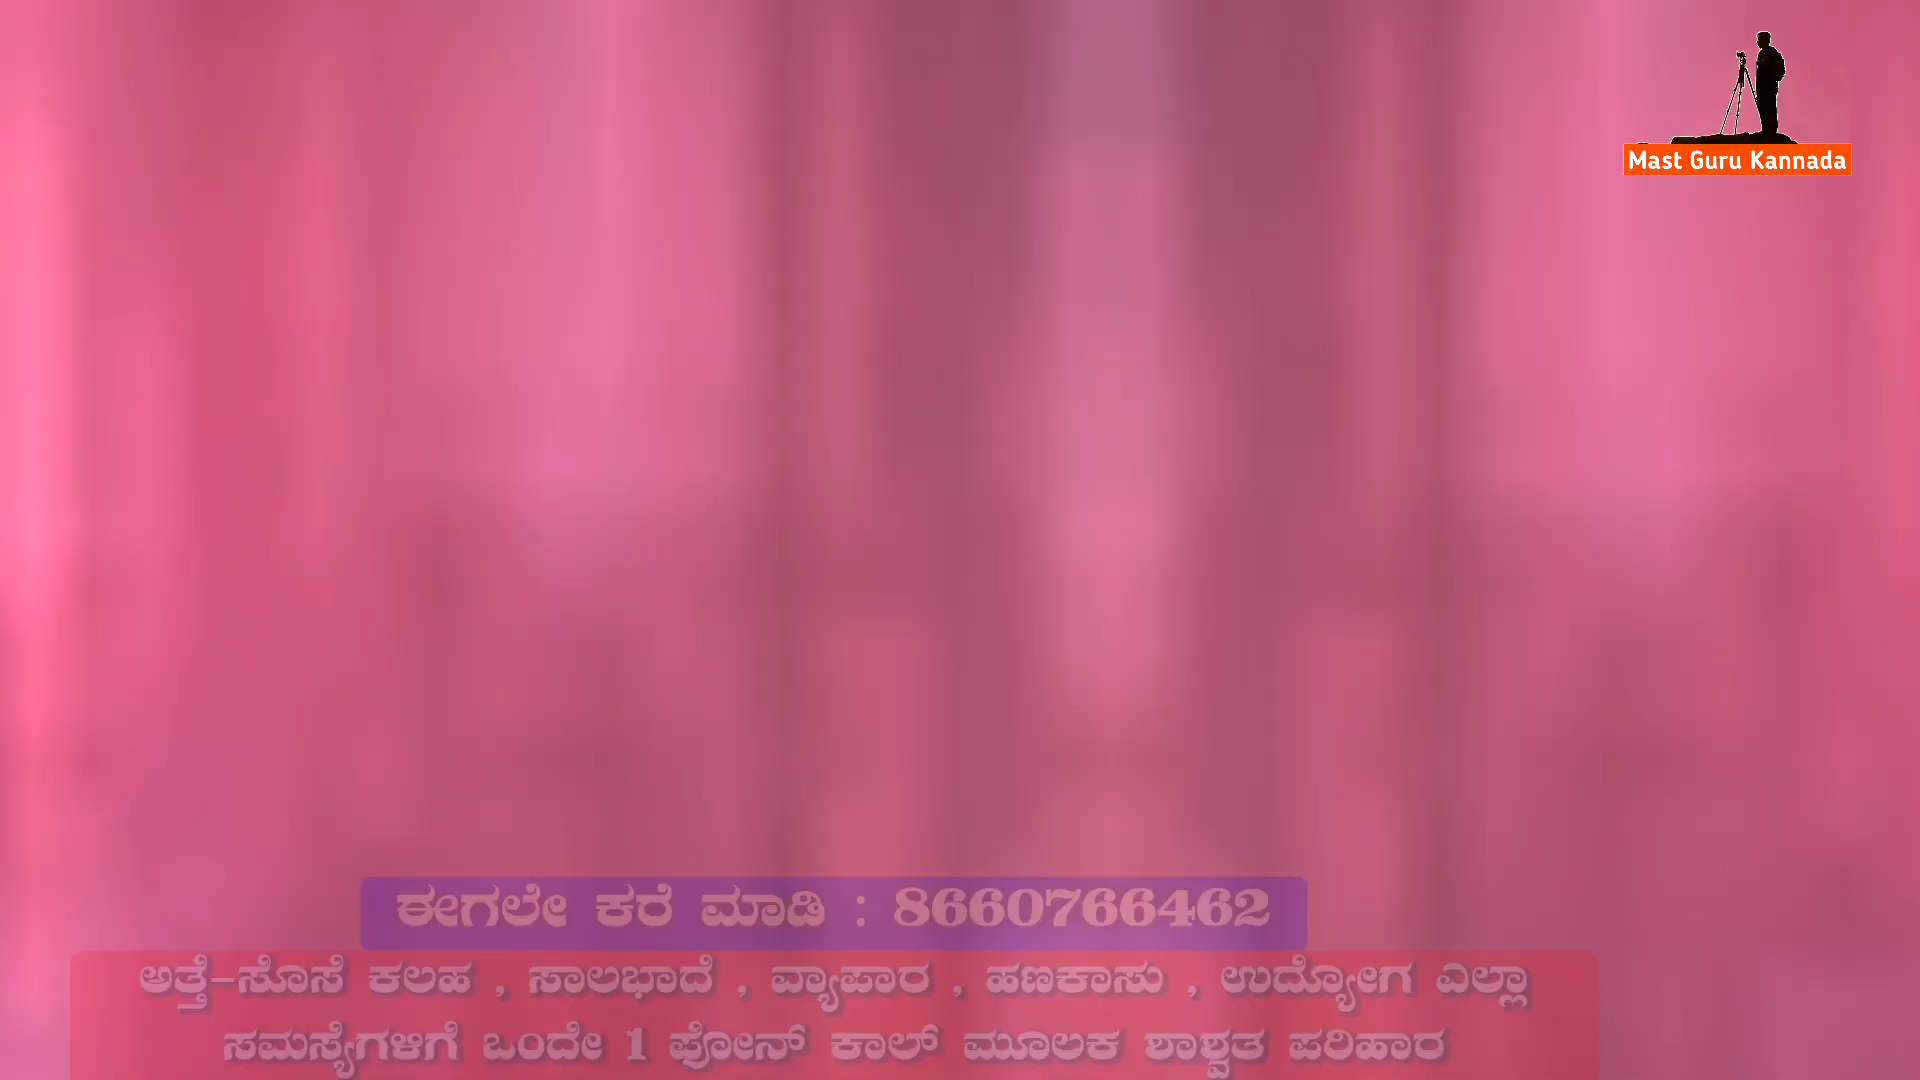 Mast Guru Kannada
ಈಗಲೇ ಕರೆ ಮಾಡಿ : 8660766462
ಅತ್ತೆ-ಸೊಸೆ ಕಲಹ , ಸಾಲಭಾದೆ , ವ್ಯಾಪಾರ , ಹಣಕಾಸು , ಉದ್ಯೋಗ ಎಲ್ಲಾ
ಸಮಸ್ಯೆಗಳಿಗೆ ಒಂದೇ 1 ಫೋನ್ ಕಾಲ್ ಮೂಲಕ ಶಾಶ್ವತ ಪರಿಹಾರ